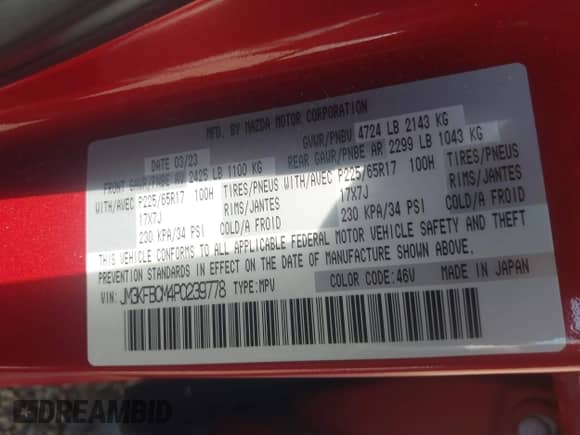 MFD. BY MAZDA MOTOR CORPORATION
DATE 03/23 GVWR/PNBV 4724 LB 2143 KG
FRONT GAWR/PNBE AV 2425 LB 1100 KG REAR GAWR/PNBE AR 2299 LB 1043 KG
WITH/AVEC P225/65R17 100H TIRES/PNEUS WITH/AVEC P225/65R17 100H TIRES/PNEUS
17X7J RIMS/JANTES 17X7J RIMS/JANTES
230 KPA/34 PSI COLD/A FROID 230 KPA/34 PSI COLD/A FROID
THIS VEHICLE CONFORMS TO ALL APPLICABLE FEDERAL MOTOR VEHICLE SAFETY AND THEFT
PREVENTION STANDARDS IN EFFECT ON THE DATE OF MANUFACTURE SHOWN ABOVE.
VIN: JM3KFBCM4P0239778 TYPE:MPV COLOR CODE:46V MADE IN JAPAN
DREAMBID